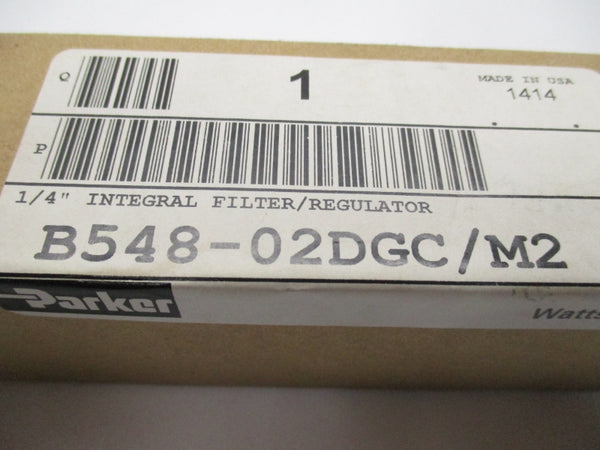 Q 1 MADE IN USA
1414
P
1/4" INTEGRAL FILTER/REGULATOR
B548-02DGC/M2
Parker Watts